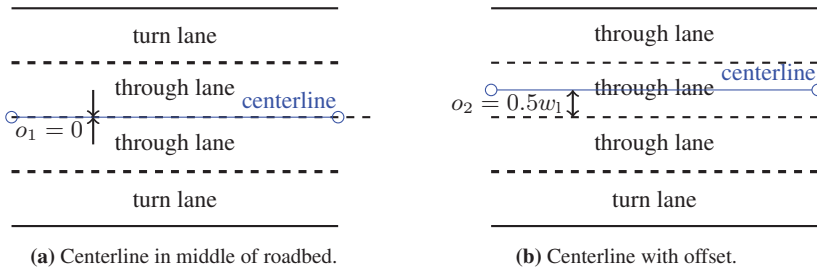 turn lane
through lane
centerline
o₁ = 0
through lane
turn lane
(a) Centerline in middle of roadbed.
through lane
centerline
through lane
o₂ = 0.5wₗ
through lane
turn lane
(b) Centerline with offset.